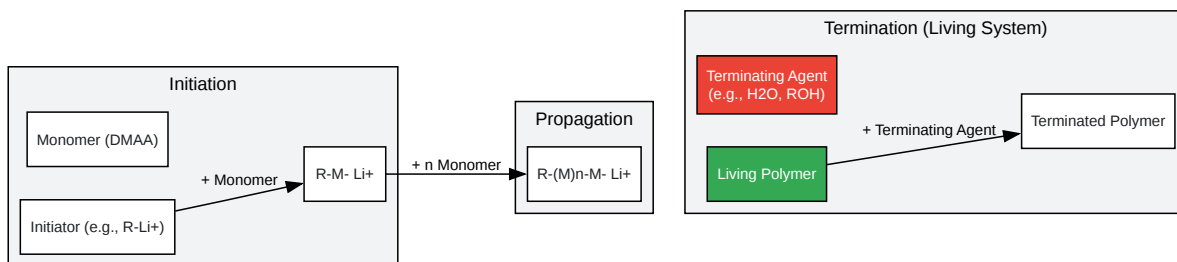 Initiation
Monomer (DMAA)
Initiator (e.g., R-Li+)
+ Monomer
R-M- Li+
+ n Monomer
Propagation
R-(M)n-M- Li+
Termination (Living System)
Terminating Agent
(e.g., H2O, ROH)
Living Polymer
+ Terminating Agent
Terminated Polymer